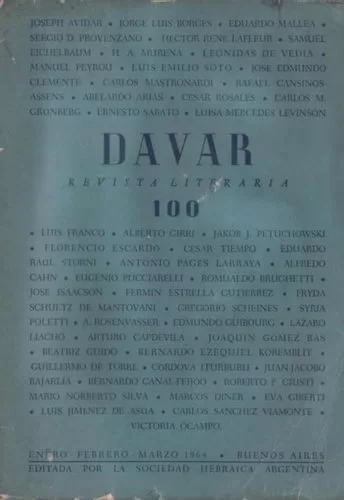 JOSEPH AVIDAR • JORGE LUIS BORGES • EDUARDO MALLEA •
SERGIO D. PROVENZANO • HECTOR RENE LAFLEUR • SAMUEL
EICHELBAUM • H. A. MURENA • LEONIDAS DE VEDIA •
MANUEL PEYROU • LUIS EMILIO SOTO • JOSE EDMUNDO
CLEMENTE • CARLOS MASTRONARDI • RAFAEL CANSINOS-
ASSENS • ABELARDO ARIAS • CESAR ROSALES • CARLOS M.
GRÜNBERG • ERNESTO SABATO • LUISA MERCEDES LEVINSON
DAVAR
REVISTA LITERARIA
100
• LUIS FRANCO • ALBERTO GIRRI • JAKOB J. PETUCHOWSKI
• FLORENCIO ESCARDO • CESAR TIEMPO • EDUARDO
RAUL STORNI • ANTONIO PAGES LARRAYA • ALFREDO
CAHN • EUGENIO PUCCIARELLI • ROMUALDO BRUGHETTI •
JOSE ISAACSON • FERMIN ESTRELLA GUTIERREZ • FRYDA
SCHULTZ DE MANTOVANI • GREGORIO SCHEINES • SYRIA
POLETTI • A. ROSENVASSER • EDMUNDO GUIBOURG • LAZARO
LIACHO • ARTURO CAPDEVILA • JOAQUIN GOMEZ BAS
• BEATRIZ GUIDO • BERNARDO EZEQUIEL KOREMBLIT •
GUILLERMO DE TORRE • CORDOVA ITURBURU • JUAN-JACOBO
BAJARLIA • BERNARDO CANAL-FEIJOO • ROBERTO F. GIUSTI •
MARIO NORBERTO SILVA • MARCOS DINER • EVA GIBERTI
• LUIS JIMENEZ DE ASUA • CARLOS SANCHEZ VIAMONTE •
VICTORIA OCAMPO.
ENERO - FEBRERO - MARZO 1964 • BUENOS AIRES
EDITADA POR LA SOCIEDAD HEBRAICA ARGENTINA